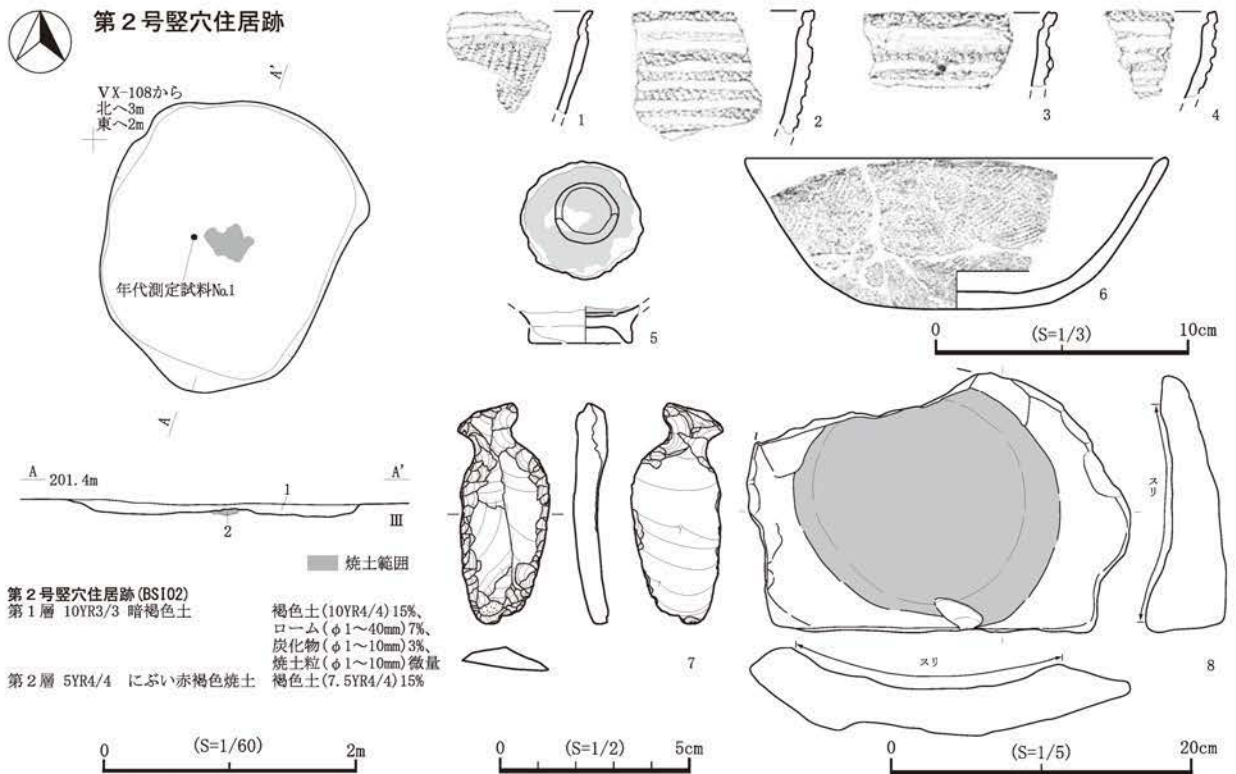 第２号竪穴住居跡
A'
ⅤX-108から
北へ3m
東へ2m
年代測定試料No.1
A
A 201.4m A'
1
2
Ⅲ
焼土範囲
第２号竪穴住居跡(BSI02)
第１層 10YR3/3 暗褐色土 褐色土(10YR4/4)15%、
ローム(φ1～40mm)7%、
炭化物(φ1～10mm)3%、
焼土粒(φ1～10mm)微量
第２層 5YR4/4 にぶい赤褐色焼土 褐色土(7.5YR4/4)15%
0 (S=1/60) 2m
1
2
3
4
5
6
0 (S=1/3) 10cm
7
スリ
スリ
8
0 (S=1/2) 5cm
0 (S=1/5) 20cm